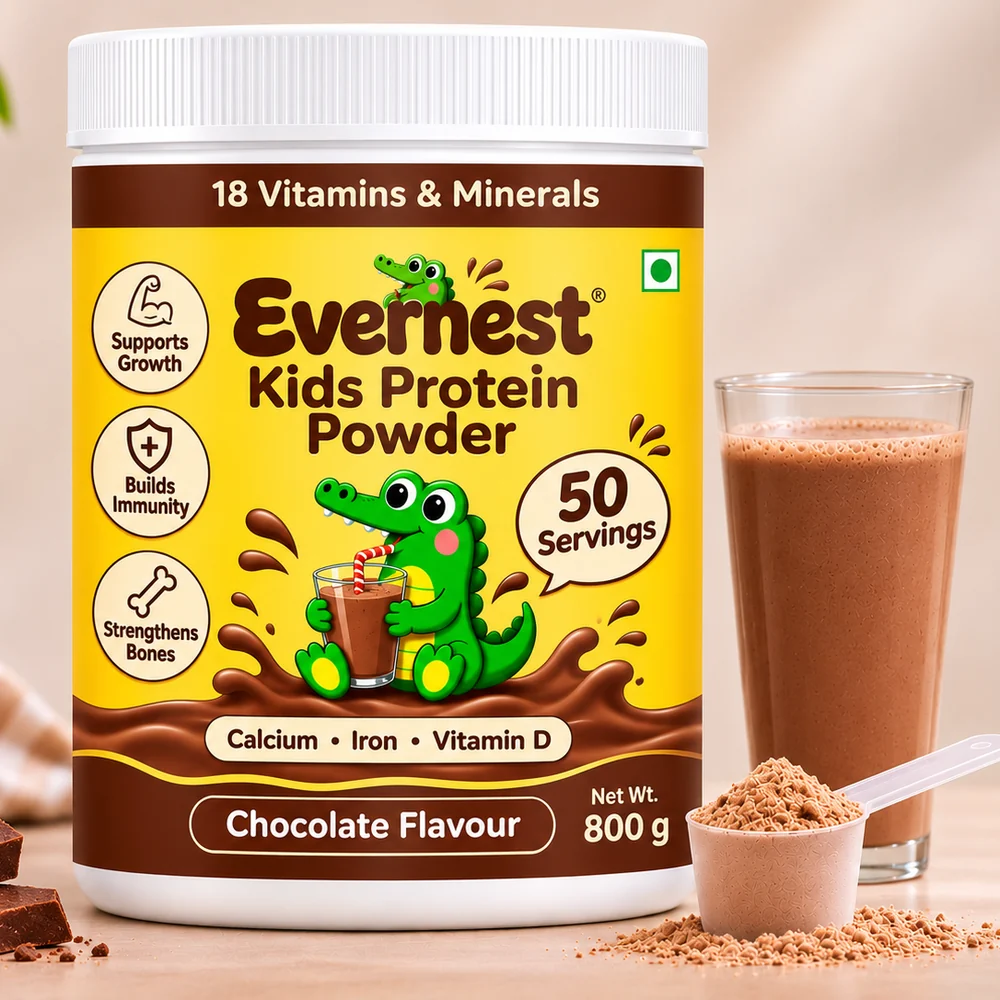 18 Vitamins & Minerals
Evernest®
Kids Protein
Powder
Supports
Growth
Builds
Immunity
Strengthens
Bones
50
Servings
Calcium • Iron • Vitamin D
Chocolate Flavour
Net Wt.
800 g